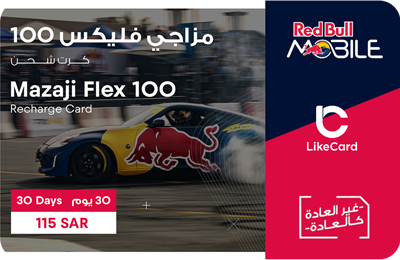 مزاجي فليكس 100
كرت شحن
Mazaji Flex 100
Recharge Card
30 Days 30 يوم
115 SAR
Red Bull
MOBILE
LikeCard
غير العادة
كالعادة